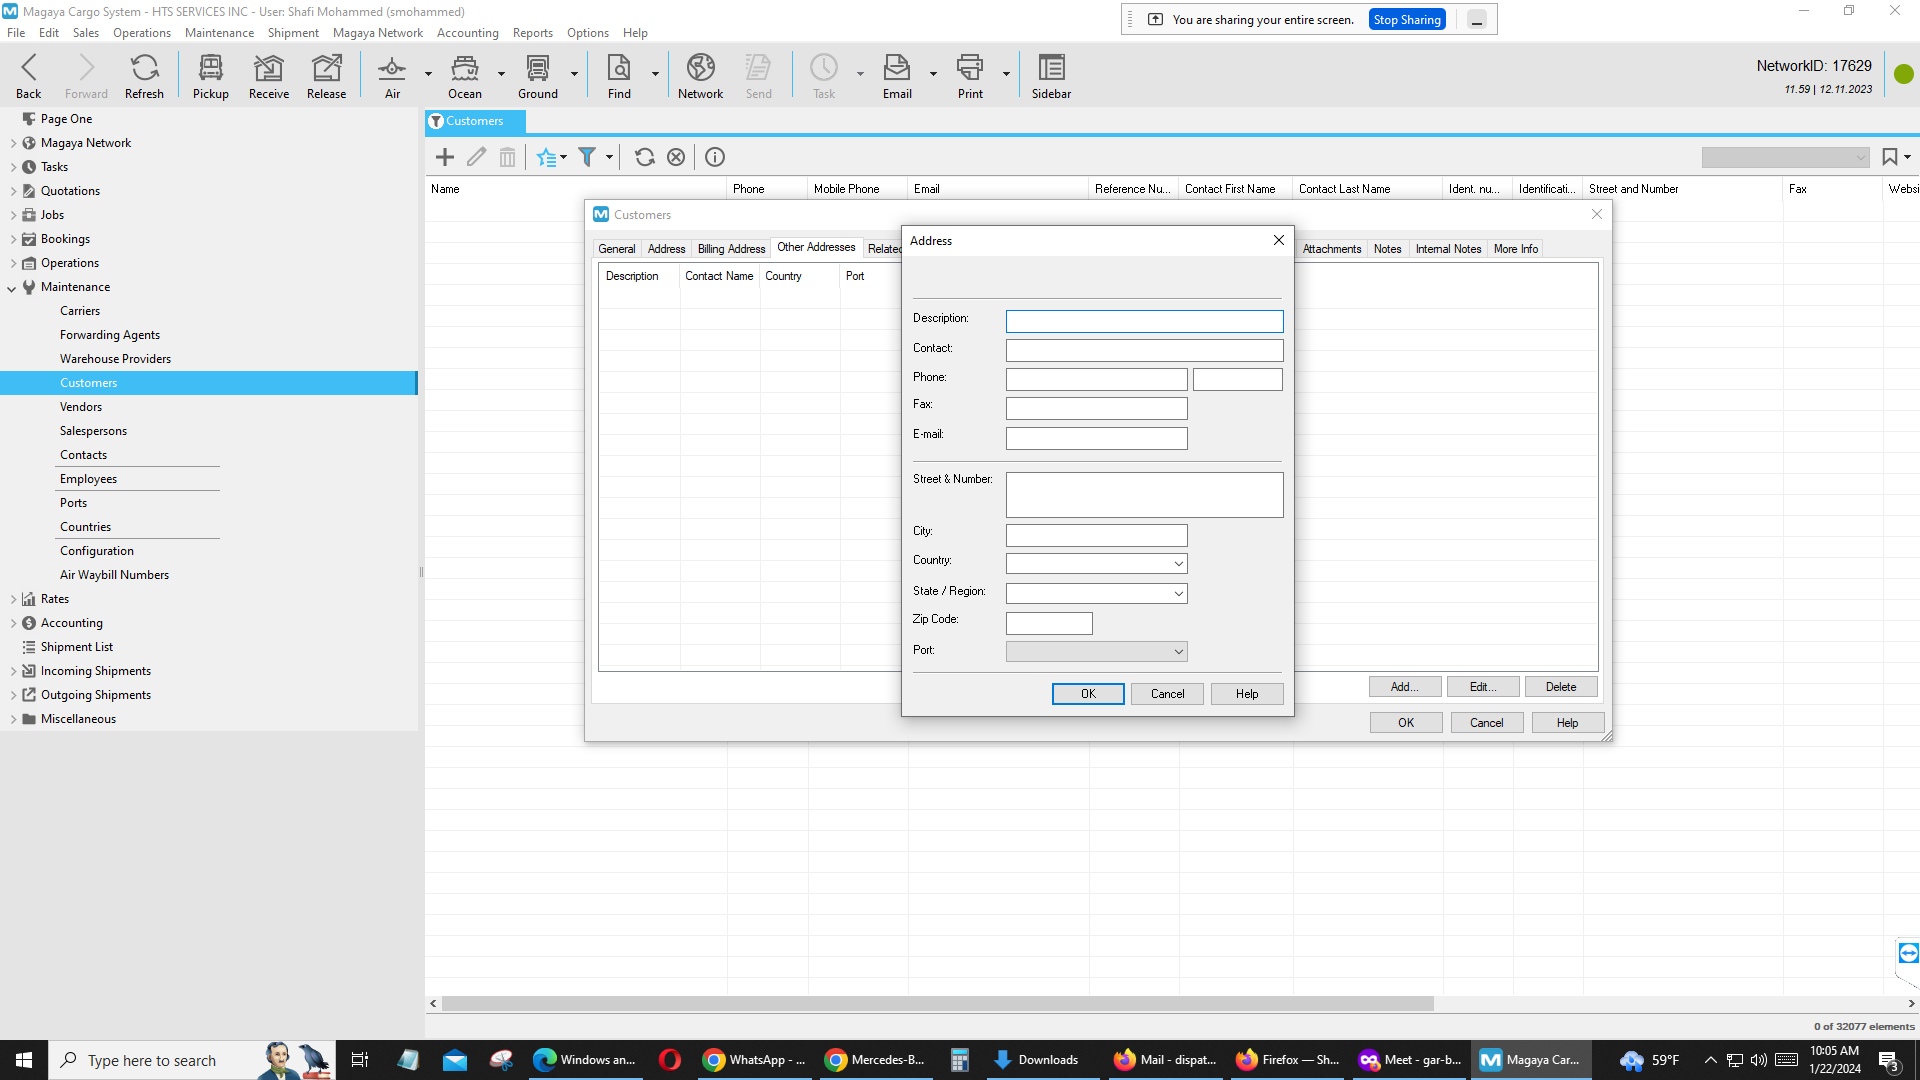 Magaya Cargo System - HTS SERVICES INC - User: Shafi Mohammed (smohammed)
You are sharing your entire screen.
Stop Sharing
File Edit Sales Operations Maintenance Shipment Magaya Network Accounting Reports Options Help
Back Forward Refresh Pickup Receive Release Air Ocean Ground Find Network Send Task Email Print Sidebar
NetworkID: 17629
11.59 | 12.11.2023
Page One
Magaya Network
Tasks
Quotations
Jobs
Bookings
Operations
Maintenance
Carriers
Forwarding Agents
Warehouse Providers
Customers
Vendors
Salespersons
Contacts
Employees
Ports
Countries
Configuration
Air Waybill Numbers
Rates
Accounting
Shipment List
Incoming Shipments
Outgoing Shipments
Miscellaneous
Customers
Name Phone Mobile Phone Email Reference Nu... Contact First Name Contact Last Name Ident. nu... Identificati... Street and Number Fax Websi
Customers
General Address Billing Address Other Addresses Related Attachments Notes Internal Notes More Info
Description Contact Name Country Port
Address
Description:
Contact:
Phone:
Fax:
E-mail:
Street & Number:
City:
Country:
State / Region:
Zip Code:
Port:
OK Cancel Help
Add... Edit... Delete
OK Cancel Help
0 of 32077 elements
Type here to search
Windows an...
WhatsApp - ...
Mercedes-B...
Downloads
Mail - dispat...
Firefox — Sh...
Meet - gar-b...
Magaya Car...
59°F
10:05 AM
1/22/2024
3